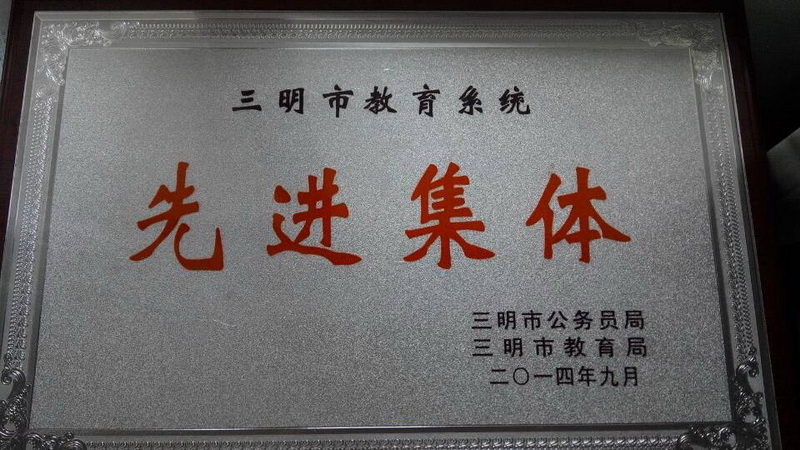 三明市教育系统
先进集体
三明市公务员局
三明市教育局
二〇一四年九月